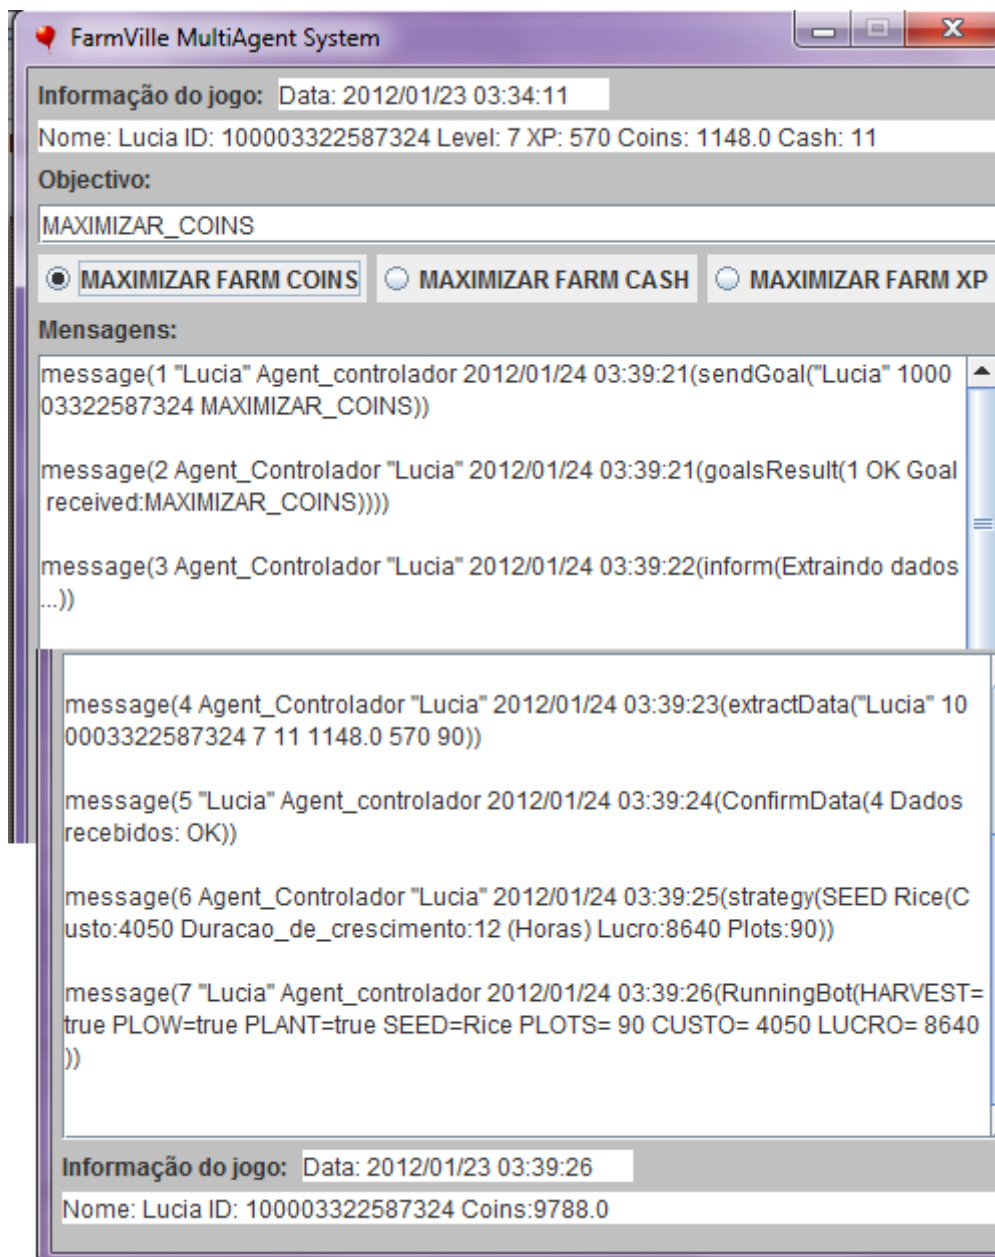 FarmVille MultiAgent System
Informação do jogo: Data: 2012/01/23 03:34:11
Nome: Lucia ID: 100003322587324 Level: 7 XP: 570 Coins: 1148.0 Cash: 11
Objectivo:
MAXIMIZAR_COINS
MAXIMIZAR FARM COINS MAXIMIZAR FARM CASH MAXIMIZAR FARM XP
Mensagens:
message(1 "Lucia" Agent_controlador 2012/01/24 03:39:21(sendGoal("Lucia" 1000
03322587324 MAXIMIZAR_COINS))
message(2 Agent_Controlador "Lucia" 2012/01/24 03:39:21(goalsResult(1 OK Goal
received:MAXIMIZAR_COINS))))
message(3 Agent_Controlador "Lucia" 2012/01/24 03:39:22(inform(Extraindo dados
...))
message(4 Agent_Controlador "Lucia" 2012/01/24 03:39:23(extractData("Lucia" 10
0003322587324 7 11 1148.0 570 90))
message(5 "Lucia" Agent_controlador 2012/01/24 03:39:24(ConfirmData(4 Dados
recebidos: OK))
message(6 Agent_Controlador "Lucia" 2012/01/24 03:39:25(strategy(SEED Rice(C
usto:4050 Duracao_de_crescimento:12 (Horas) Lucro:8640 Plots:90))
message(7 "Lucia" Agent_controlador 2012/01/24 03:39:26(RunningBot(HARVEST=
true PLOW=true PLANT=true SEED=Rice PLOTS= 90 CUSTO= 4050 LUCRO= 8640
))
Informação do jogo: Data: 2012/01/23 03:39:26
Nome: Lucia ID: 100003322587324 Coins:9788.0